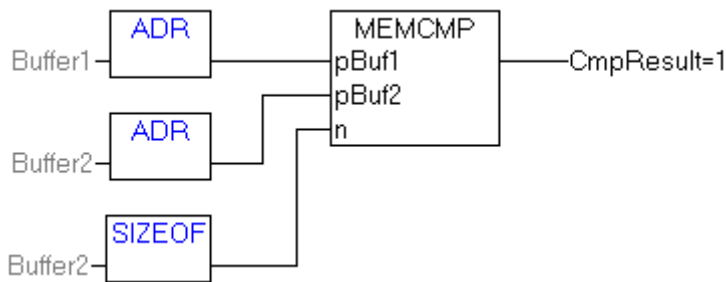 ADR
MEMCMP
Buffer1
pBuf1
CmpResult=1
pBuf2
ADR
n
Buffer2
SIZEOF
Buffer2